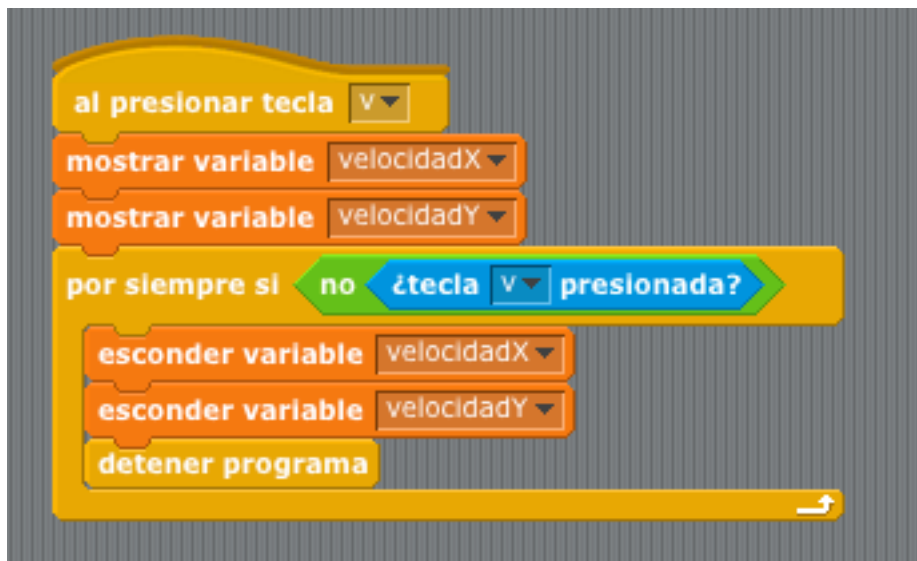 al presionar tecla v
mostrar variable velocidadX
mostrar variable velocidadY
por siempre si no ¿tecla v presionada?
esconder variable velocidadX
esconder variable velocidadY
detener programa